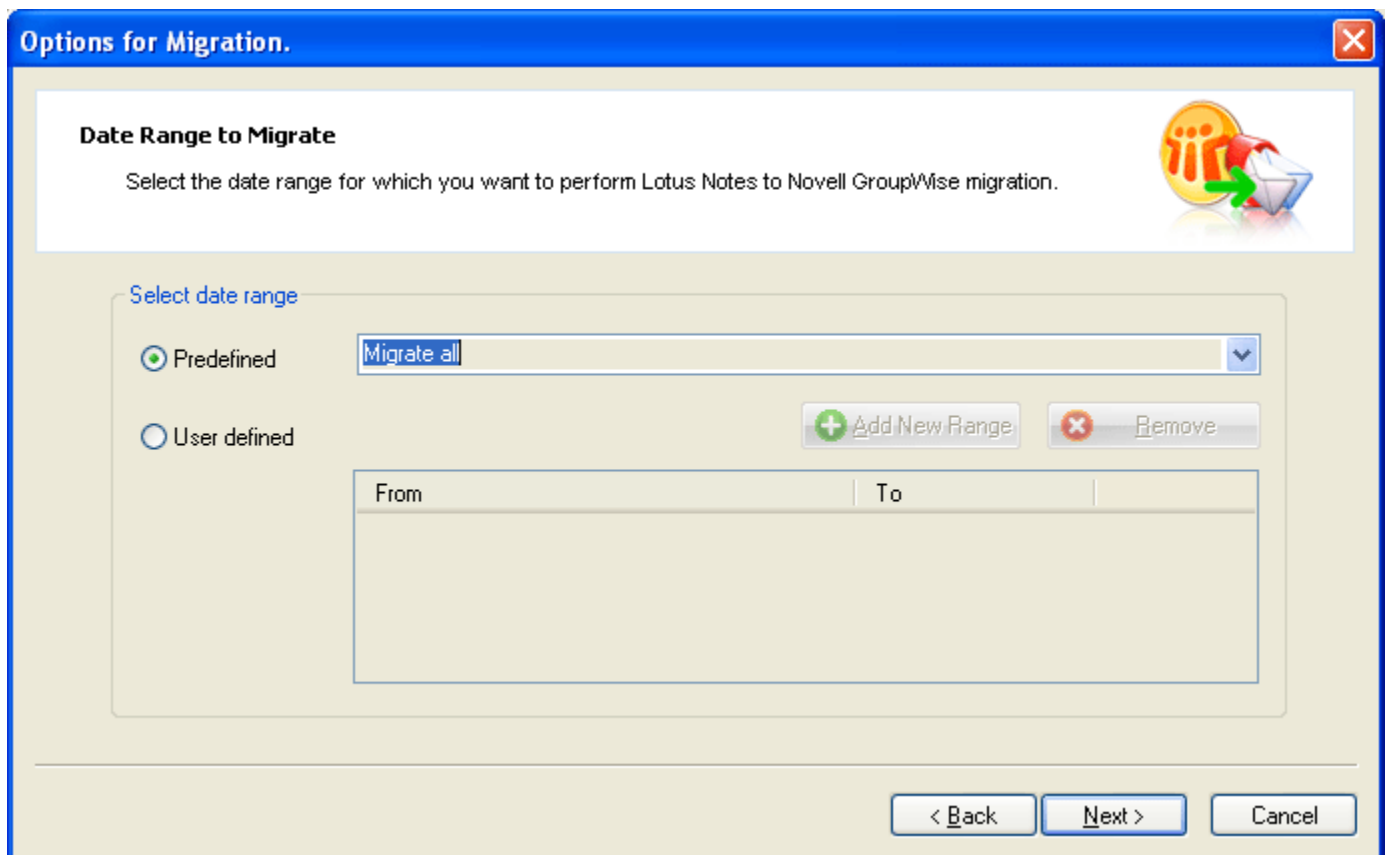 Options for Migration.
Date Range to Migrate
Select the date range for which you want to perform Lotus Notes to Novell GroupWise migration.
Select date range
Predefined
Migrate all
User defined
Add New Range
Remove
From To
< Back Next > Cancel